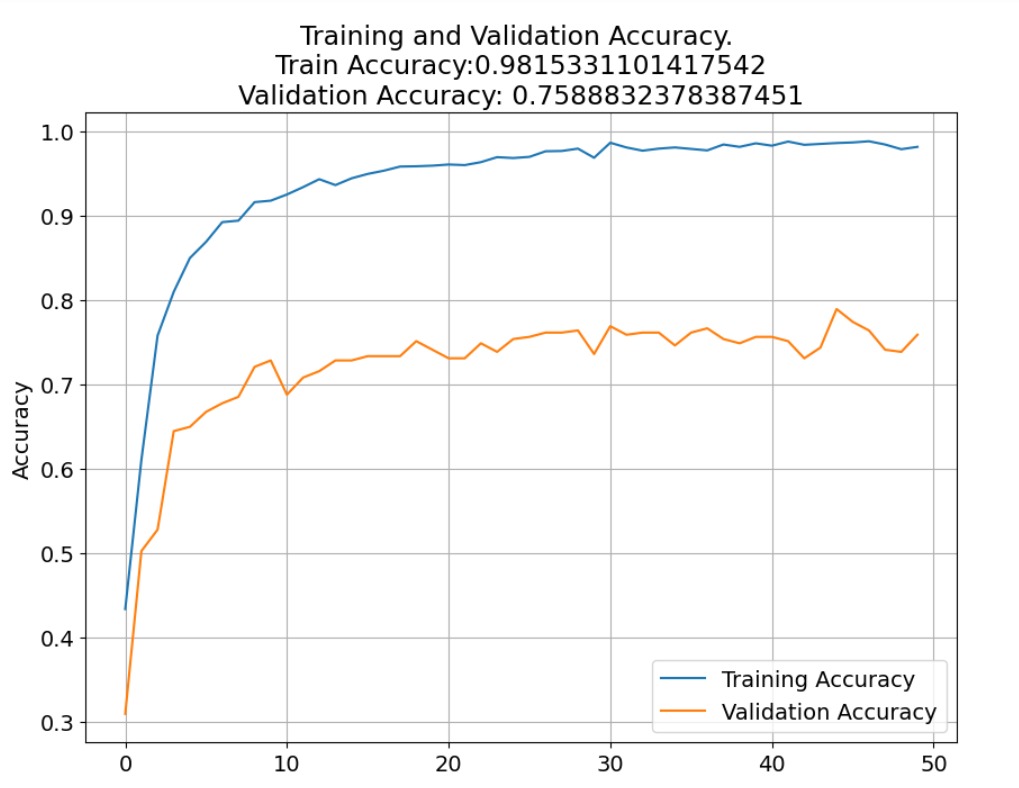 Training and Validation Accuracy.
Train Accuracy:0.9815331101417542
Validation Accuracy: 0.7588832378387451
1.0
0.9
0.8
0.7
0.6
0.5
0.4
0.3
Accuracy
Training Accuracy
Validation Accuracy
0 10 20 30 40 50